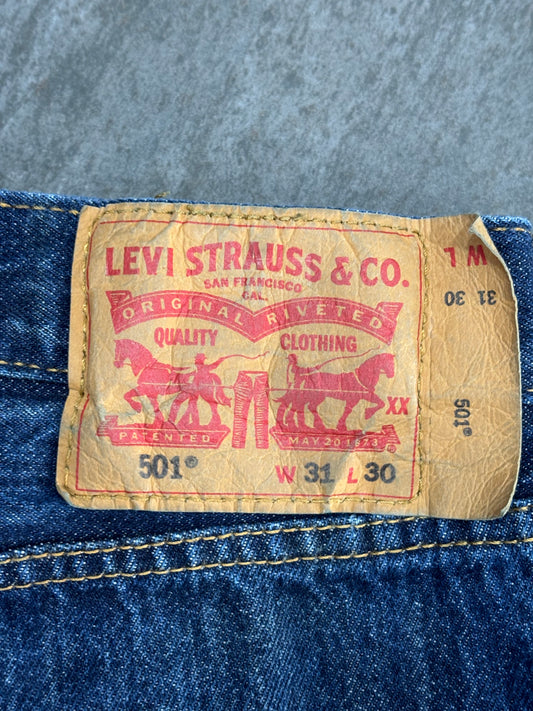 LEVI STRAUSS & CO.
SAN FRANCISCO
CAL.
ORIGINAL RIVETED
QUALITY CLOTHING
XX
PATENTED MAY 20 1873
501® W 31 L 30
W L
31 30
501®